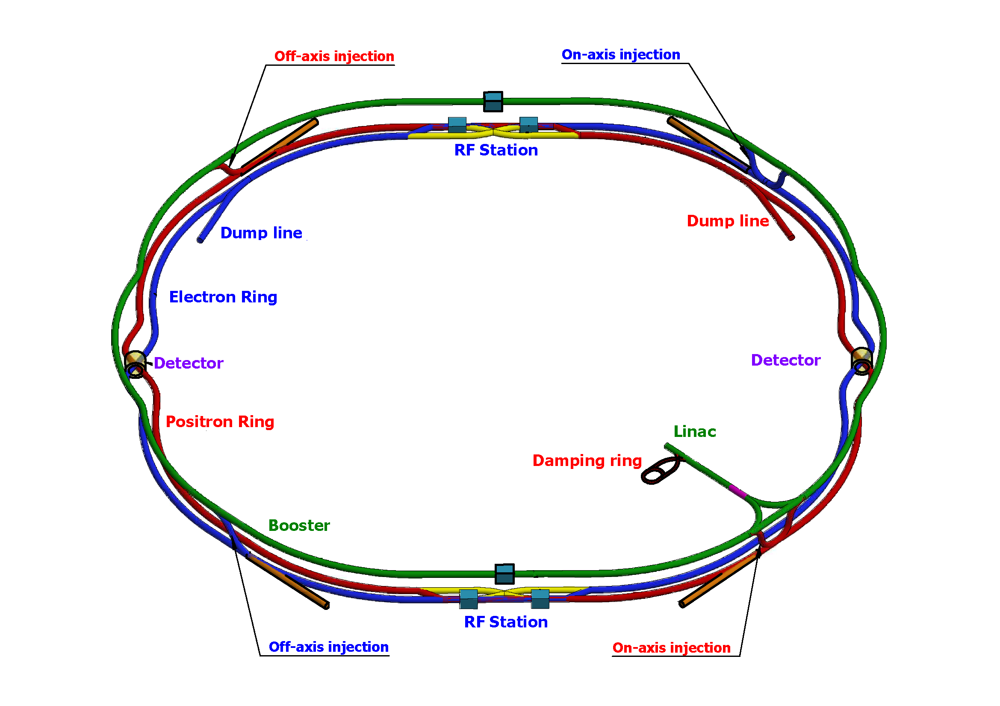 Off-axis injection
On-axis injection
RF Station
Dump line
Dump line
Electron Ring
Detector
Detector
Positron Ring
Linac
Damping ring
Booster
RF Station
Off-axis injection
On-axis injection